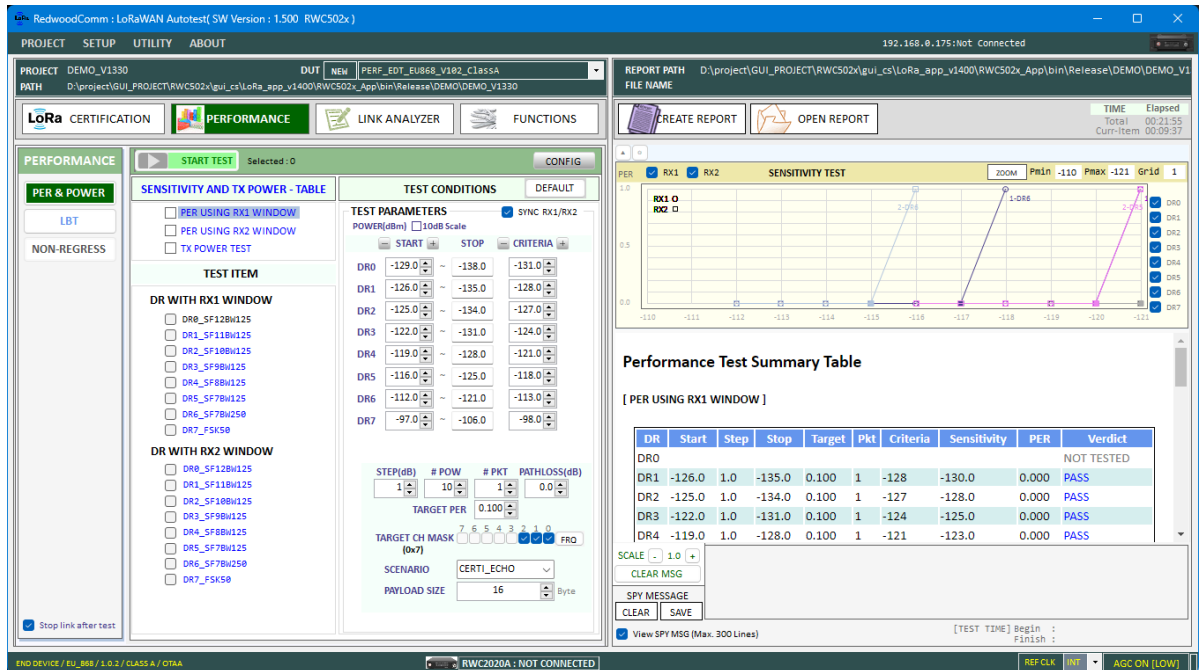 RedwoodComm : LoRaWAN Autotest( SW Version : 1.500 RWC502x )
PROJECT SETUP UTILITY ABOUT
192.168.0.175:Not Connected
PROJECT DEMO_V1330
DUT NEW PERF_EDT_EU868_V102_ClassA
PATH D:\project\GUI_PROJECT\RWC502x\gui_cs\LoRa_app_v1400\RWC502x_App\bin\Release\DEMO\DEMO_V1330
REPORT PATH D:\project\GUI_PROJECT\RWC502x\gui_cs\LoRa_app_v1400\RWC502x_App\bin\Release\DEMO\DEMO_V1
FILE NAME
LoRa CERTIFICATION
PERFORMANCE
LINK ANALYZER
FUNCTIONS
CREATE REPORT
OPEN REPORT
TIME Elapsed
Total 00:21:55
Curr-Item 00:09:37
PERFORMANCE
PER & POWER
LBT
NON-REGRESS
Stop link after test
START TEST Selected : 0
CONFIG
SENSITIVITY AND TX POWER - TABLE
PER USING RX1 WINDOW
PER USING RX2 WINDOW
TX POWER TEST
TEST ITEM
DR WITH RX1 WINDOW
DR0_SF12BW125
DR1_SF11BW125
DR2_SF10BW125
DR3_SF9BW125
DR4_SF8BW125
DR5_SF7BW125
DR6_SF7BW250
DR7_FSK50
DR WITH RX2 WINDOW
DR0_SF12BW125
DR1_SF11BW125
DR2_SF10BW125
DR3_SF9BW125
DR4_SF8BW125
DR5_SF7BW125
DR6_SF7BW250
DR7_FSK50
TEST CONDITIONS
DEFAULT
TEST PARAMETERS
SYNC RX1/RX2
POWER(dBm) 10dB Scale
- START + STOP - CRITERIA +
DR0 -129.0 ~ -138.0 -131.0
DR1 -126.0 ~ -135.0 -128.0
DR2 -125.0 ~ -134.0 -127.0
DR3 -122.0 ~ -131.0 -124.0
DR4 -119.0 ~ -128.0 -121.0
DR5 -116.0 ~ -125.0 -118.0
DR6 -112.0 ~ -121.0 -113.0
DR7 -97.0 ~ -106.0 -98.0
STEP(dB) # POW # PKT PATHLOSS(dB)
1 10 1 0.0
TARGET PER 0.100
7 6 5 4 3 2 1 0
TARGET CH MASK FRQ
(0x7)
SCENARIO CERTI_ECHO
PAYLOAD SIZE 16 Byte
PER RX1 RX2 SENSITIVITY TEST ZOOM Pmin -110 Pmax -121 Grid 1
1.0
0.5
0.0
RX1 O
RX2 □
2-DR6
1-DR6
2-DR5
1
-110 -111 -112 -113 -114 -115 -116 -117 -118 -119 -120 -121
DR0
DR1
DR2
DR3
DR4
DR5
DR6
DR7
Performance Test Summary Table
[ PER USING RX1 WINDOW ]
DR Start Step Stop Target Pkt Criteria Sensitivity PER Verdict
DR0 NOT TESTED
DR1 -126.0 1.0 -135.0 0.100 1 -128 -130.0 0.000 PASS
DR2 -125.0 1.0 -134.0 0.100 1 -127 -128.0 0.000 PASS
DR3 -122.0 1.0 -131.0 0.100 1 -124 -125.0 0.000 PASS
DR4 -119.0 1.0 -128.0 0.100 1 -121 -123.0 0.000 PASS
SCALE - 1.0 +
CLEAR MSG
SPY MESSAGE
CLEAR SAVE
View SPY MSG (Max. 300 Lines)
[TEST TIME] Begin :
Finish :
END DEVICE / EU_868 / 1.0.2 / CLASS A / OTAA
RWC2020A : NOT CONNECTED
REF CLK INT AGC ON [LOW]